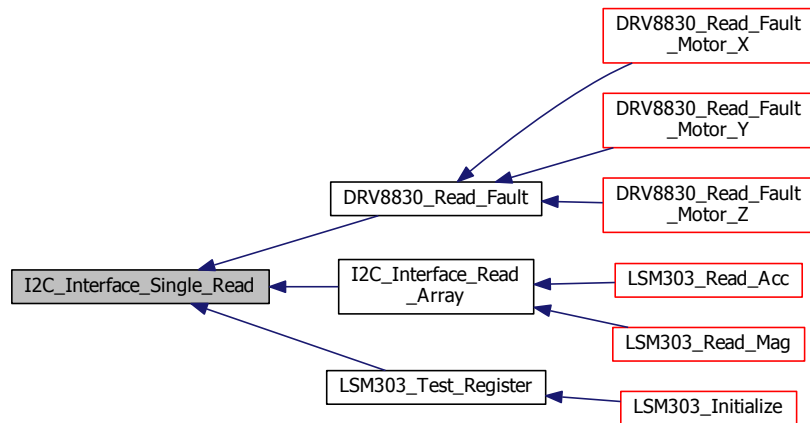 DRV8830_Read_Fault
_Motor_X
DRV8830_Read_Fault
_Motor_Y
DRV8830_Read_Fault
DRV8830_Read_Fault
_Motor_Z
I2C_Interface_Single_Read
I2C_Interface_Read
_Array
LSM303_Read_Acc
LSM303_Read_Mag
LSM303_Test_Register
LSM303_Initialize